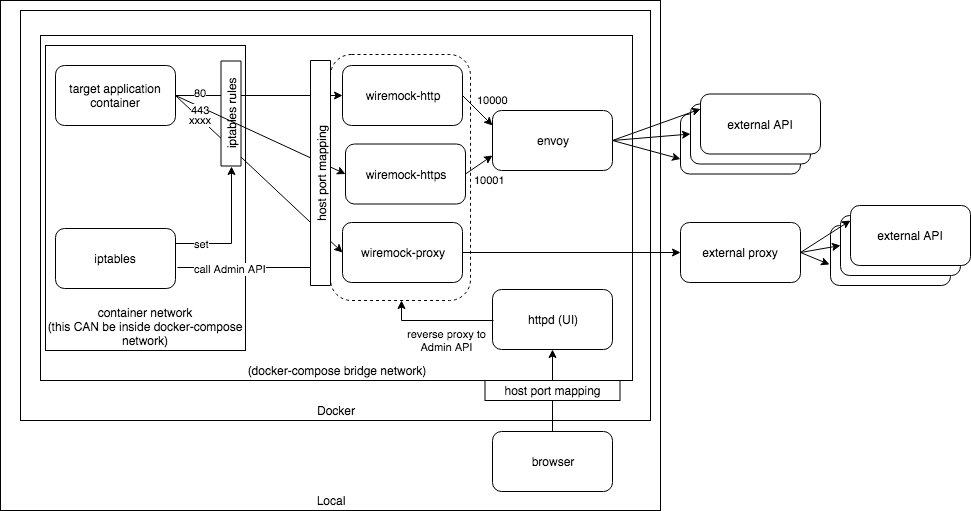 target application
container
80
443
xxxx
iptables rules
host port mapping
wiremock-http
10000
wiremock-https
10001
wiremock-proxy
envoy
external API
external proxy
external API
iptables
set
call Admin API
container network
(this CAN be inside docker-compose
network)
httpd (UI)
reverse proxy to
Admin API
(docker-compose bridge network)
host port mapping
Docker
browser
Local